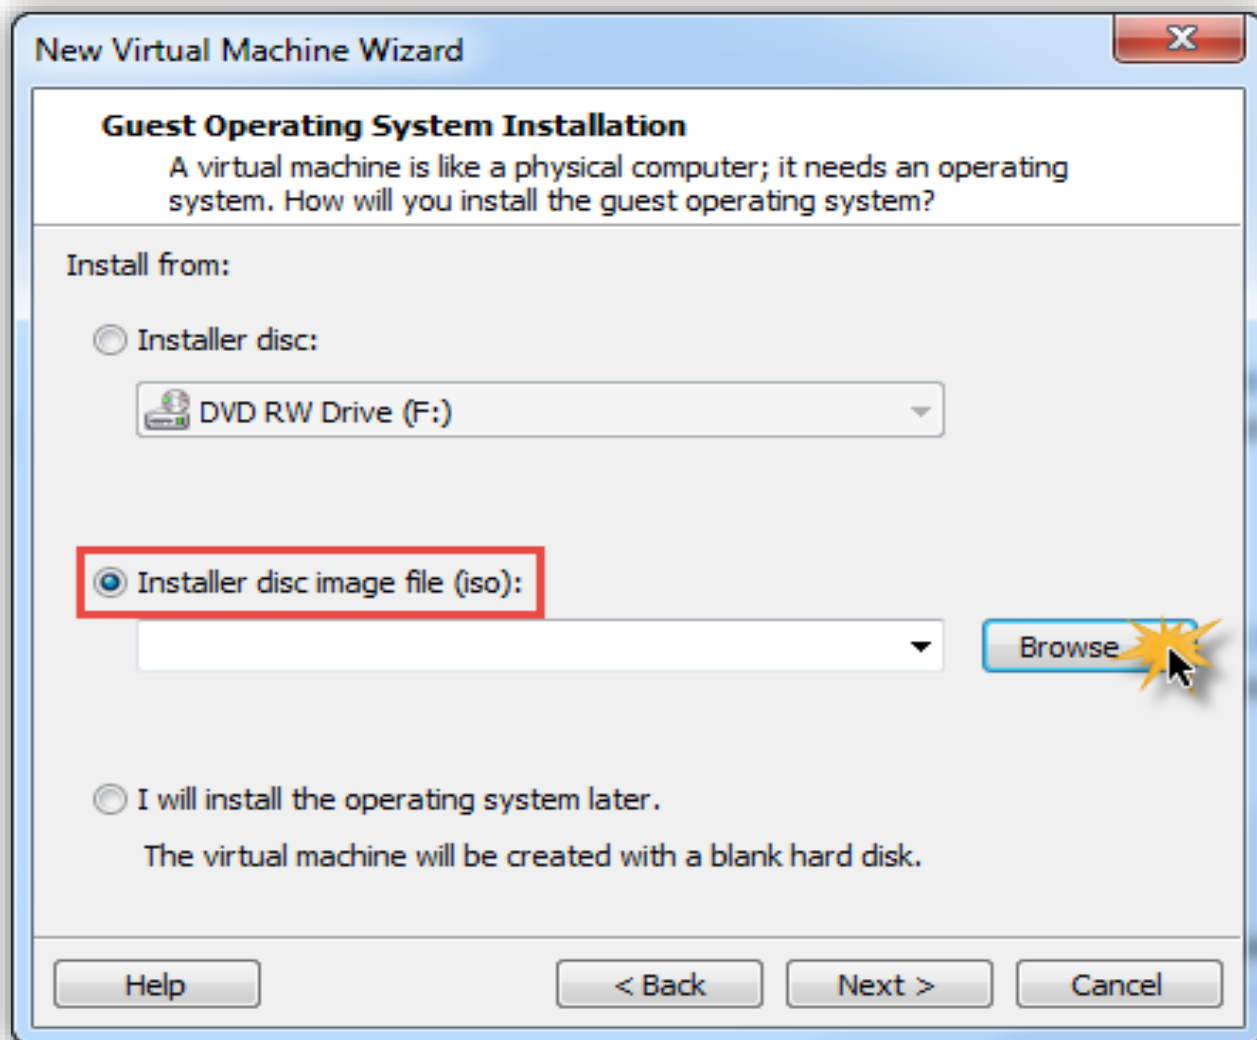 New Virtual Machine Wizard
Guest Operating System Installation
A virtual machine is like a physical computer; it needs an operating
system. How will you install the guest operating system?
Install from:
Installer disc:
DVD RW Drive (F:)
Installer disc image file (iso):
Browse
I will install the operating system later.
The virtual machine will be created with a blank hard disk.
Help
< Back
Next >
Cancel